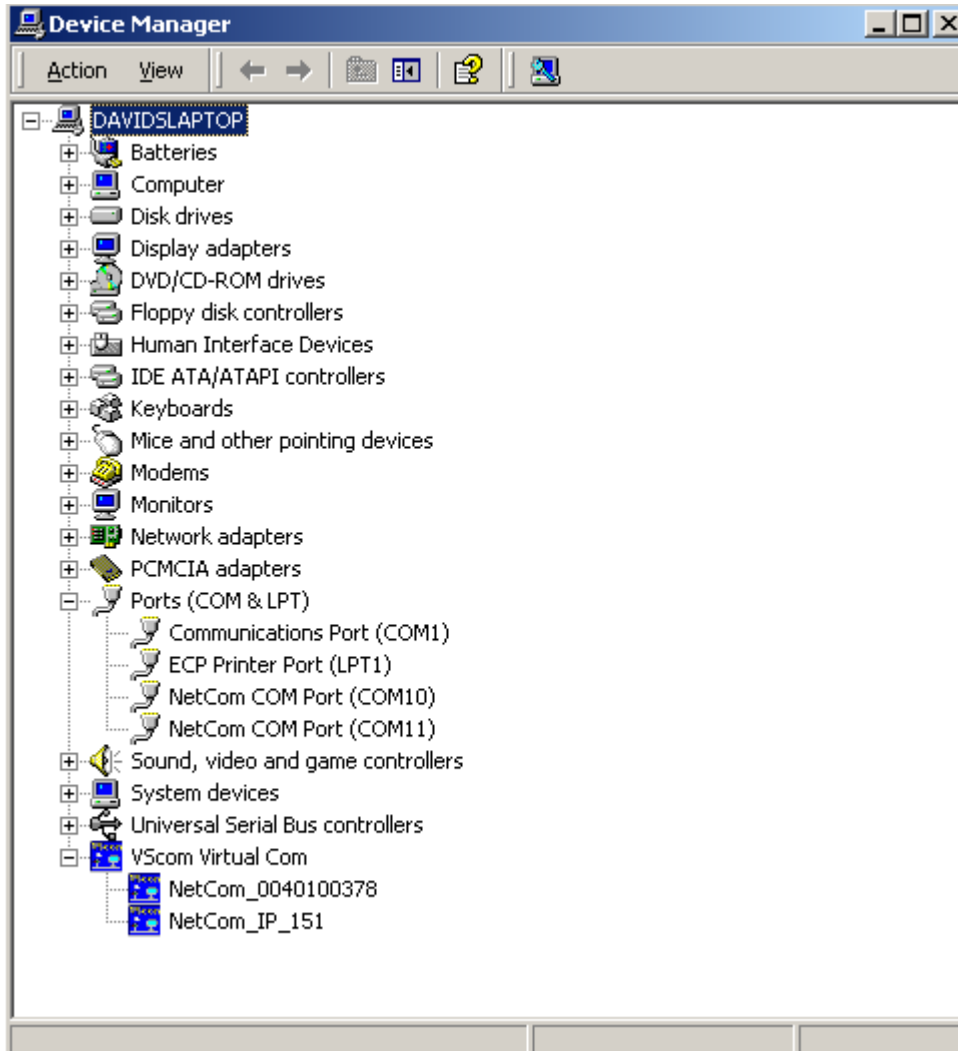 Device Manager
Action View
DAVIDSLAPTOP
Batteries
Computer
Disk drives
Display adapters
DVD/CD-ROM drives
Floppy disk controllers
Human Interface Devices
IDE ATA/ATAPI controllers
Keyboards
Mice and other pointing devices
Modems
Monitors
Network adapters
PCMCIA adapters
Ports (COM & LPT)
Communications Port (COM1)
ECP Printer Port (LPT1)
NetCom COM Port (COM10)
NetCom COM Port (COM11)
Sound, video and game controllers
System devices
Universal Serial Bus controllers
VScom Virtual Com
NetCom_0040100378
NetCom_IP_151